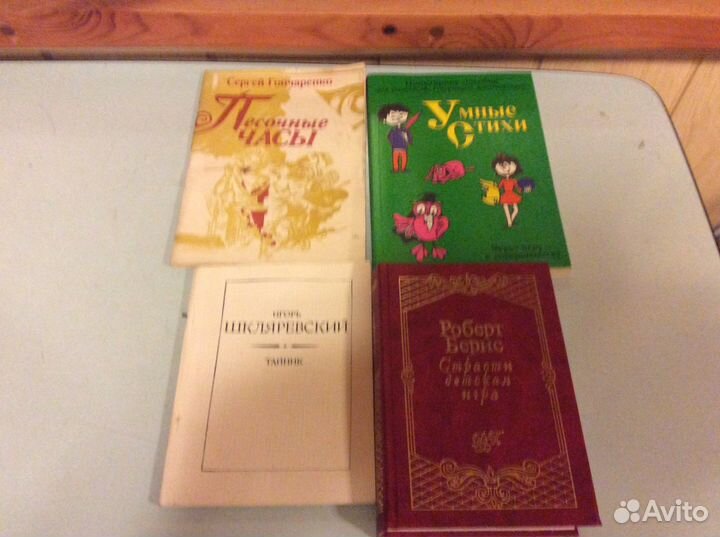 Сергей Гончаренко
Песочные
ЧАСЫ
Умные
Стихи
ИГОРЬ
ШКЛЯРЕВСКИЙ
ТАЙНИК
Роберт
Бернс
Страсти
детская
игра
Avito